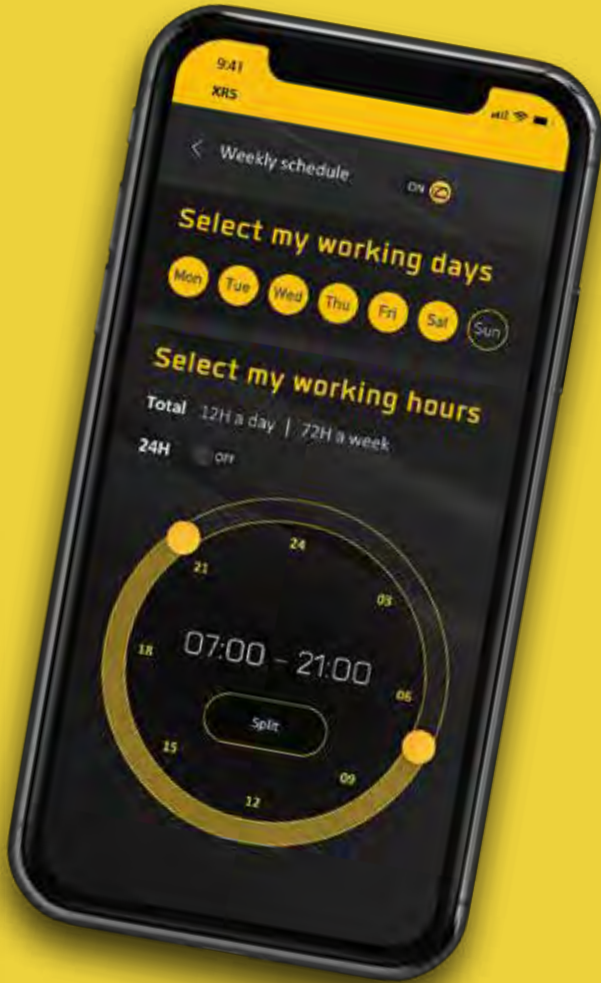 9:41
XR5
Weekly schedule ON
Select my working days
Mon Tue Wed Thu Fri Sat Sun
Select my working hours
Total 12H a day | 72H a week
24H OFF
24
21
03
18
07:00 - 21:00
06
Split
15
09
12